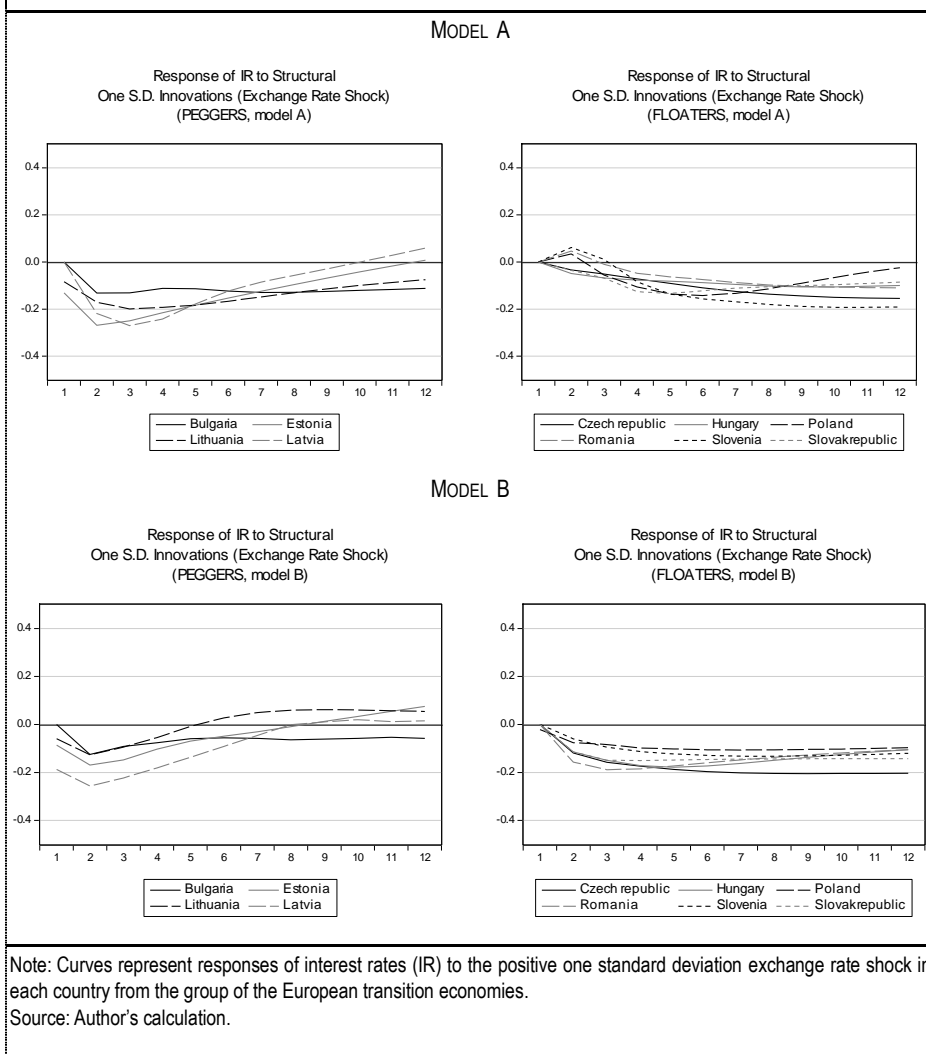 MODEL A
Response of IR to Structural
One S.D. Innovations (Exchange Rate Shock)
(PEGGERS, model A)
0.4
0.2
0.0
-0.2
-0.4
1 2 3 4 5 6 7 8 9 10 11 12
Bulgaria Estonia
Lithuania Latvia
Response of IR to Structural
One S.D. Innovations (Exchange Rate Shock)
(FLOATERS, model A)
0.4
0.2
0.0
-0.2
-0.4
1 2 3 4 5 6 7 8 9 10 11 12
Czech republic Hungary Poland
Romania Slovenia Slovakrepublic
MODEL B
Response of IR to Structural
One S.D. Innovations (Exchange Rate Shock)
(PEGGERS, model B)
0.4
0.2
0.0
-0.2
-0.4
1 2 3 4 5 6 7 8 9 10 11 12
Bulgaria Estonia
Lithuania Latvia
Response of IR to Structural
One S.D. Innovations (Exchange Rate Shock)
(FLOATERS, model B)
0.4
0.2
0.0
-0.2
-0.4
1 2 3 4 5 6 7 8 9 10 11 12
Czech republic Hungary Poland
Romania Slovenia Slovakrepublic
Note: Curves represent responses of interest rates (IR) to the positive one standard deviation exchange rate shock in
each country from the group of the European transition economies.
Source: Author's calculation.